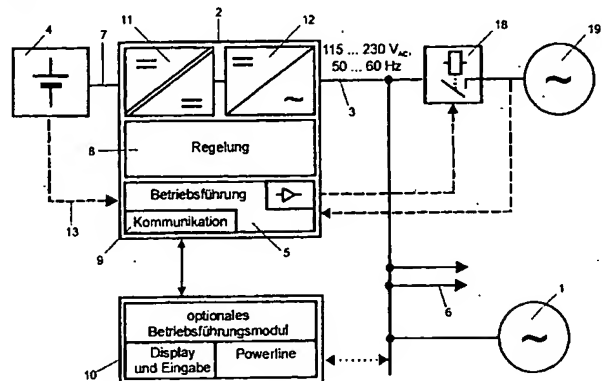 4
7
11
2
12
115 ... 230 V AC,
50 ... 60 Hz
18
19
3
8
Regelung
Betriebsführung
Kommunikation
13
9
5
6
1
optionales
Betriebsführungsmodul
10
Display
und Eingabe
Powerline